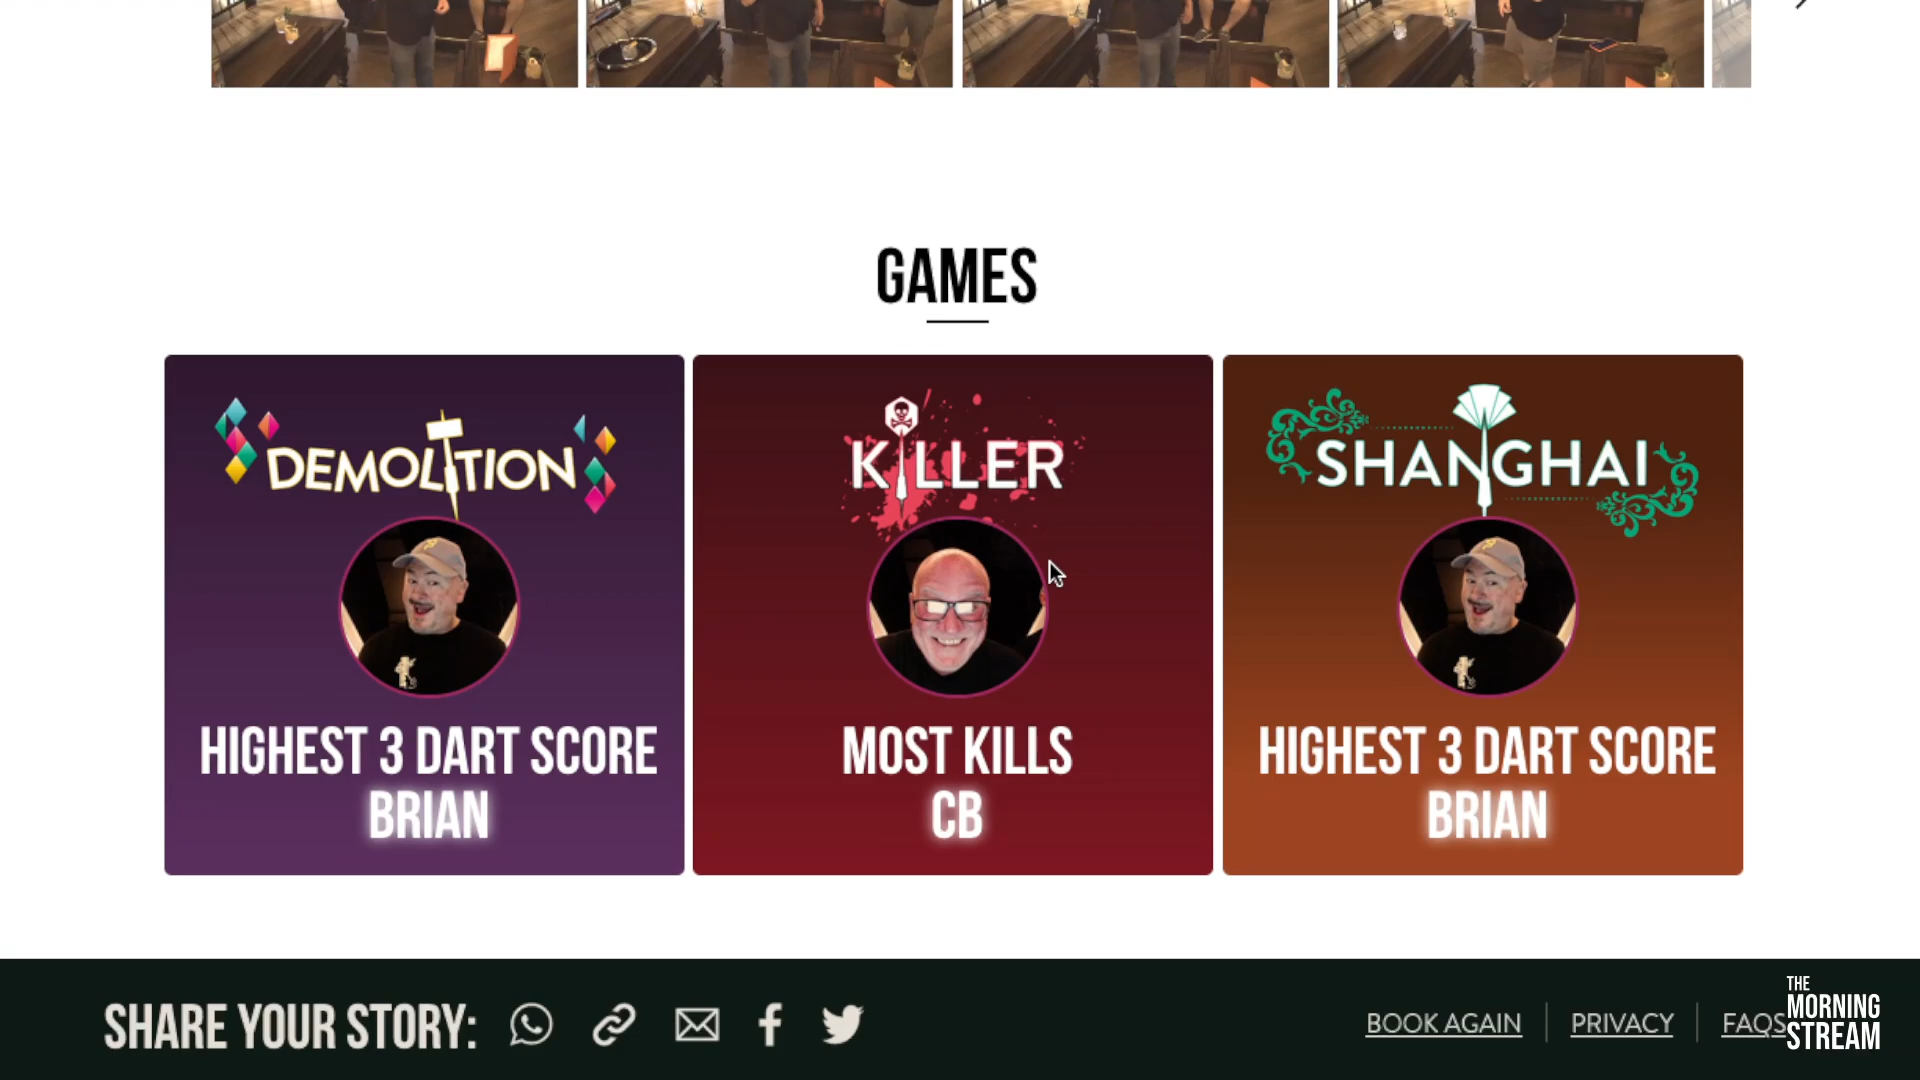 GAMES
DEMOLITION
HIGHEST 3 DART SCORE
BRIAN
KILLER
MOST KILLS
CB
SHANGHAI
HIGHEST 3 DART SCORE
BRIAN
SHARE YOUR STORY:
BOOK AGAIN
PRIVACY
FAQS
THE
MORNING
STREAM